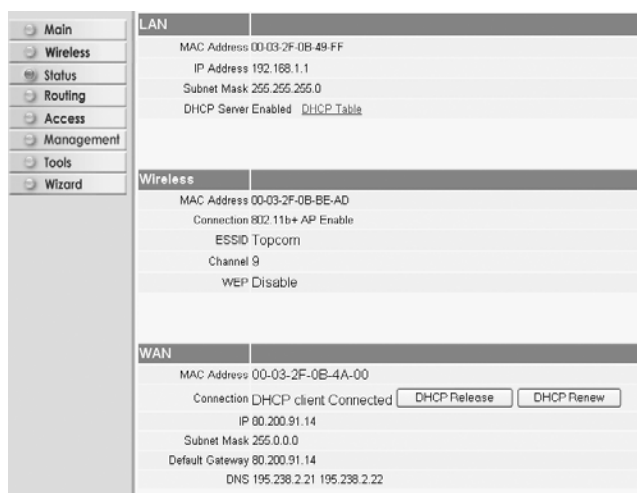 Main
Wireless
Status
Routing
Access
Management
Tools
Wizard
LAN
MAC Address 00-03-2F-0B-49-FF
IP Address 192.168.1.1
Subnet Mask 255.255.255.0
DHCP Server Enabled DHCP Table
Wireless
MAC Address 00-03-2F-0B-BE-AD
Connection 802.11b+ AP Enable
ESSID Topcom
Channel 9
WEP Disable
WAN
MAC Address 00-03-2F-0B-4A-00
Connection DHCP client Connected DHCP Release DHCP Renew
IP 80.200.91.14
Subnet Mask 255.0.0.0
Default Gateway 80.200.91.14
DNS 195.238.2.21 195.238.2.22